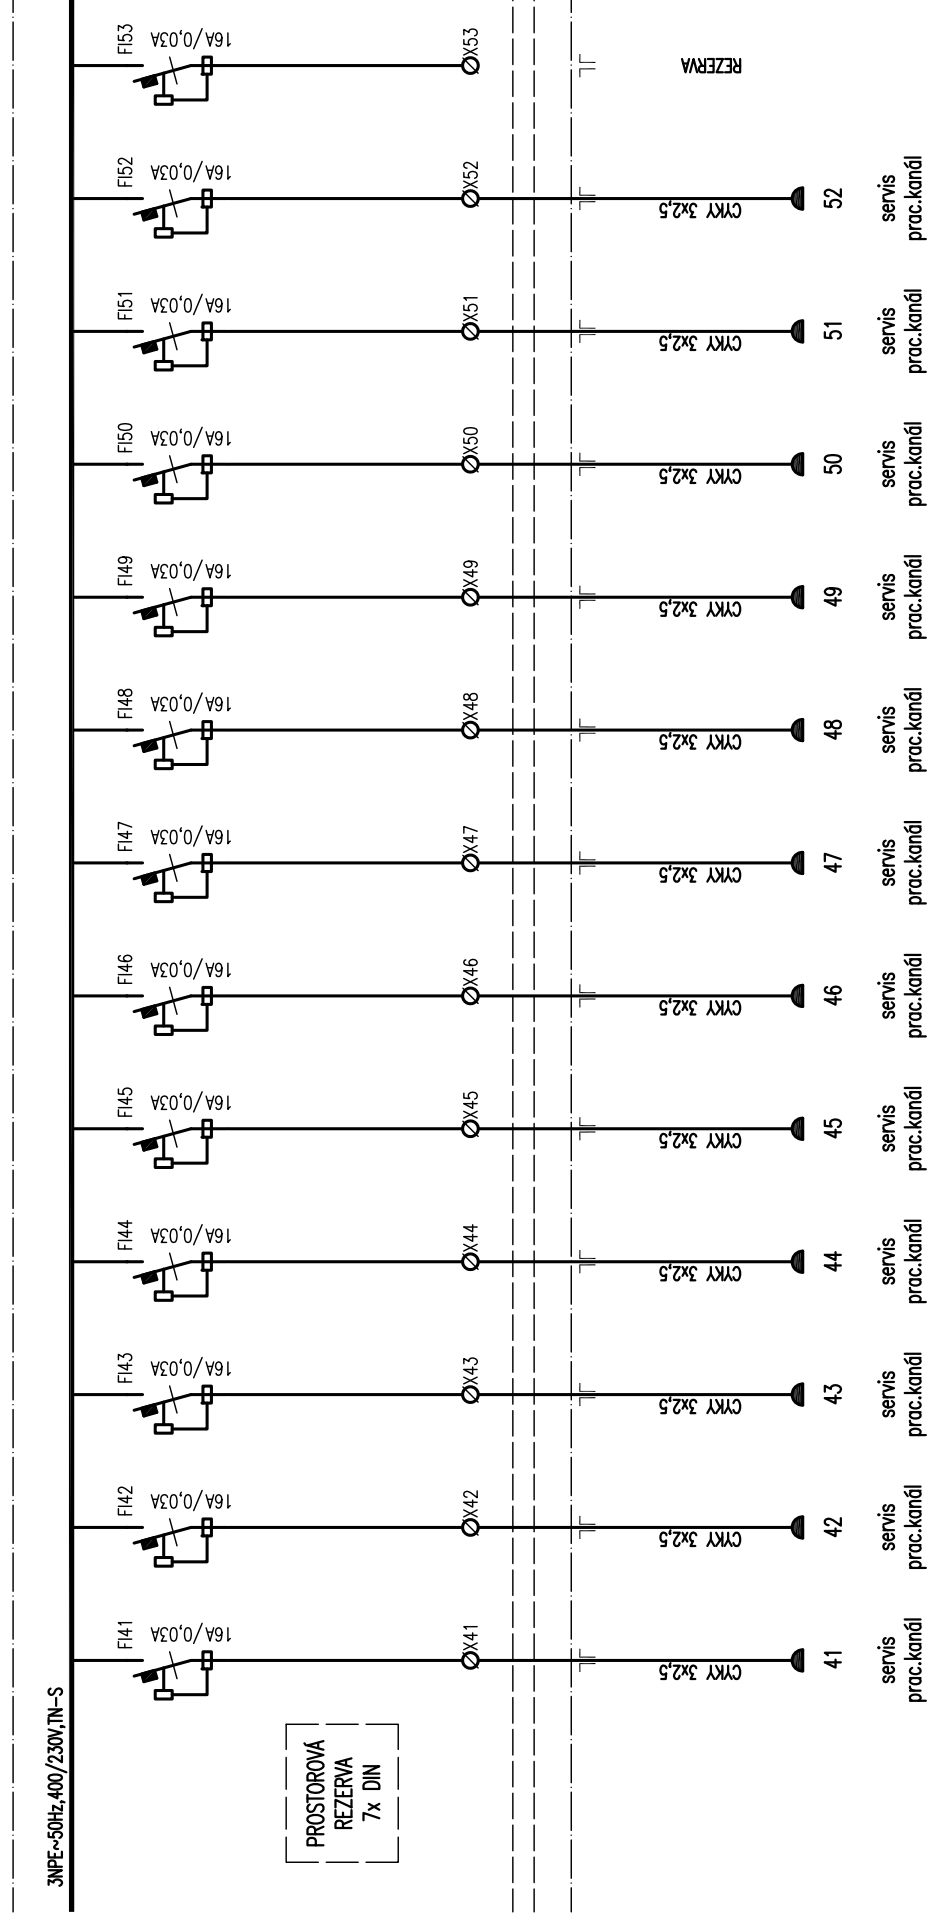 3NPE~50Hz,400/230V,TN-S
PROSTOROVÁ
REZERVA
7x DIN
FI41
16A/0,03A
X41
CYKY 3x2,5
41
servis
prac.kanál
FI42
16A/0,03A
X42
CYKY 3x2,5
42
servis
prac.kanál
FI43
16A/0,03A
X43
CYKY 3x2,5
43
servis
prac.kanál
FI44
16A/0,03A
X44
CYKY 3x2,5
44
servis
prac.kanál
FI45
16A/0,03A
X45
CYKY 3x2,5
45
servis
prac.kanál
FI46
16A/0,03A
X46
CYKY 3x2,5
46
servis
prac.kanál
FI47
16A/0,03A
X47
CYKY 3x2,5
47
servis
prac.kanál
FI48
16A/0,03A
X48
CYKY 3x2,5
48
servis
prac.kanál
FI49
16A/0,03A
X49
CYKY 3x2,5
49
servis
prac.kanál
FI50
16A/0,03A
X50
CYKY 3x2,5
50
servis
prac.kanál
FI51
16A/0,03A
X51
CYKY 3x2,5
51
servis
prac.kanál
FI52
16A/0,03A
X52
CYKY 3x2,5
52
servis
prac.kanál
FI53
16A/0,03A
X53
REZERVA